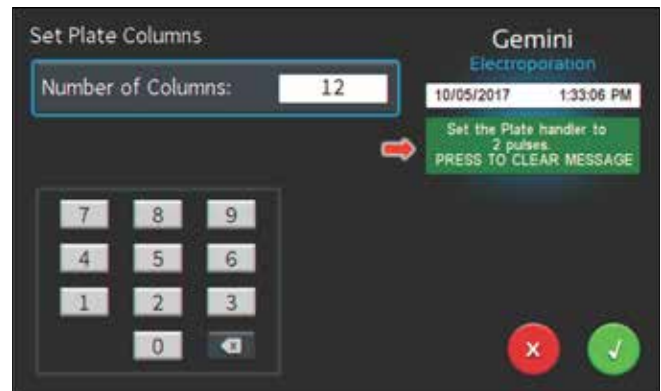 Set Plate Columns
Number of Columns: 12
Gemini
Electroporation
10/05/2017 1:33:06 PM
Set the Plate handler to
2 pulses.
PRESS TO CLEAR MESSAGE
7 8 9
4 5 6
1 2 3
0